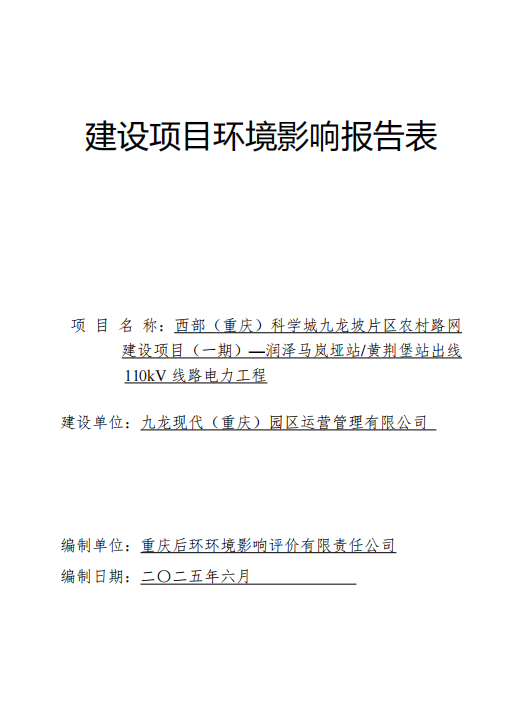 建设项目环境影响报告表
项 目 名 称：西部（重庆）科学城九龙坡片区农村路网
建设项目（一期）—润泽马岚垭站/黄荆堡站出线
110kV 线路电力工程
建设单位：九龙现代（重庆）园区运营管理有限公司
编制单位：重庆后环环境影响评价有限责任公司
编制日期：二〇二五年六月